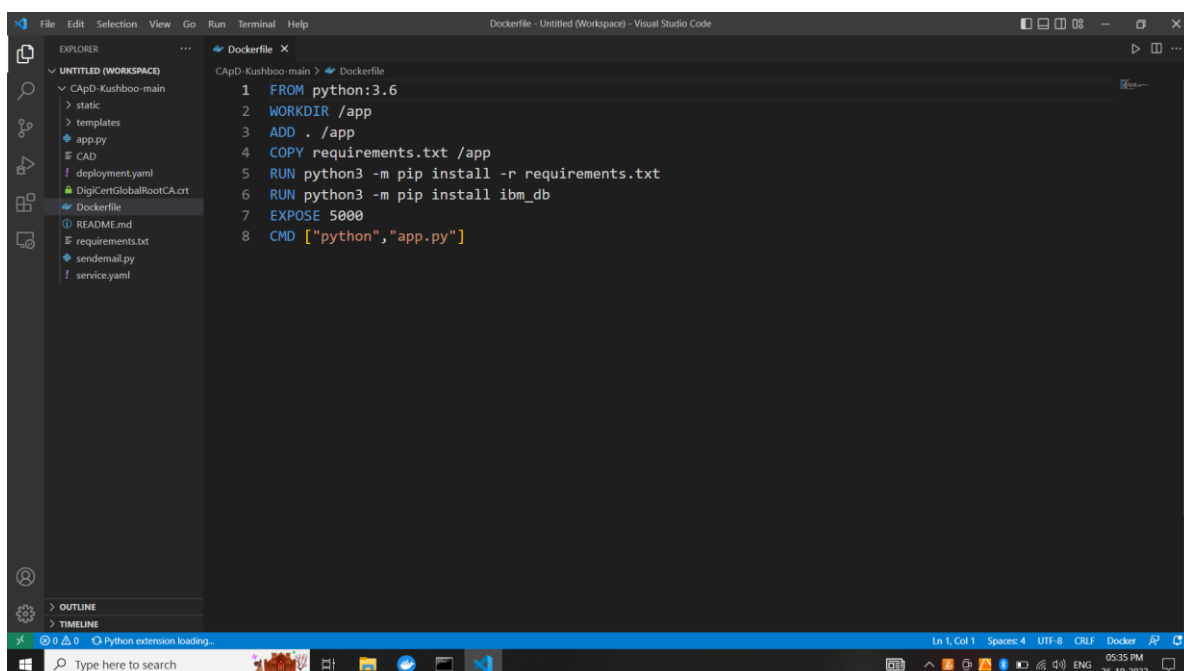 File Edit Selection View Go Run Terminal Help
Dockerfile - Untitled (Workspace) - Visual Studio Code
EXPLORER
UNTITLED (WORKSPACE)
CApD-Kushboo-main
static
templates
app.py
CAD
deployment.yaml
DigiCertGlobalRootCA.crt
Dockerfile
README.md
requirements.txt
sendemail.py
service.yaml
OUTLINE
TIMELINE
Dockerfile
CApD-Kushboo-main > Dockerfile
1 FROM python:3.6
2 WORKDIR /app
3 ADD . /app
4 COPY requirements.txt /app
5 RUN python3 -m pip install -r requirements.txt
6 RUN python3 -m pip install ibm_db
7 EXPOSE 5000
8 CMD ["python","app.py"]
0 0 Python extension loading...
Ln 1, Col 1 Spaces: 4 UTF-8 CRLF Docker
Type here to search
ENG
05:35 PM